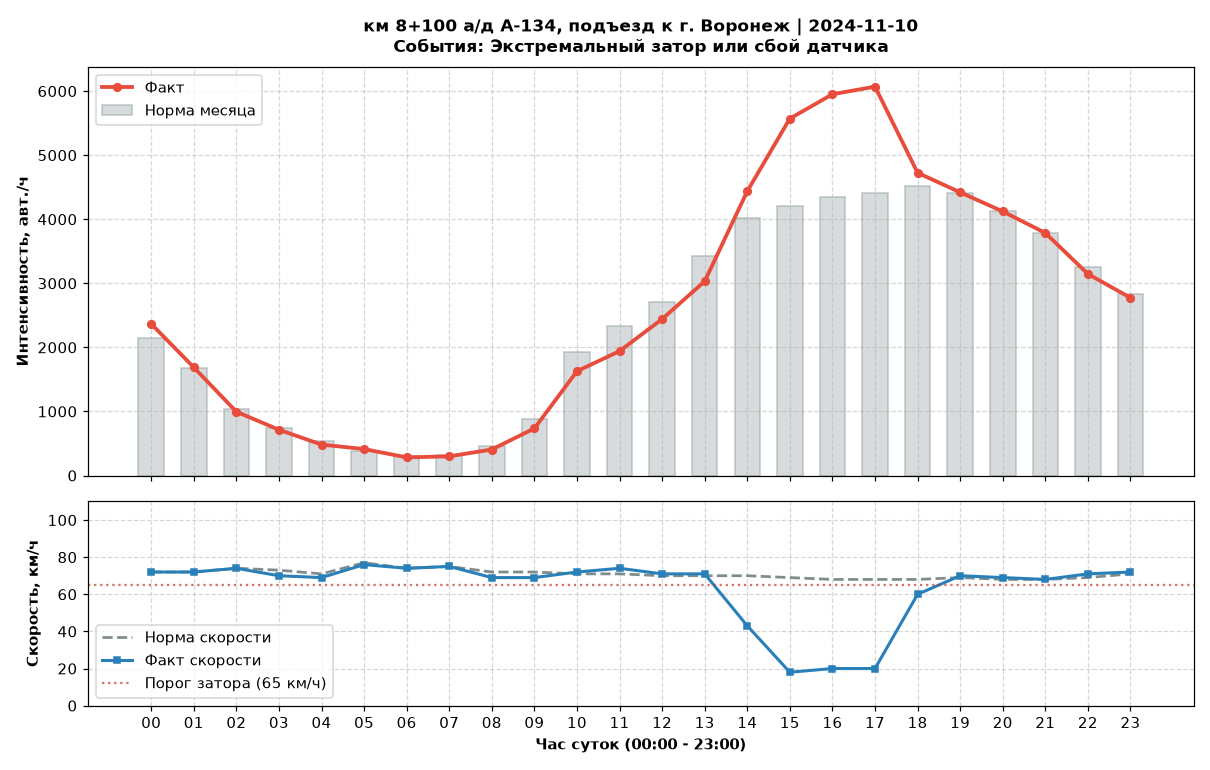 км 8+100 а/д А-134, подъезд к г. Воронеж | 2024-11-10
События: Экстремальный затор или сбой датчика
Интенсивность, авт./ч
6000
5000
4000
3000
2000
1000
0
Факт
Норма месяца
Скорость, км/ч
100
80
60
40
20
0
Норма скорости
Факт скорости
Порог затора (65 км/ч)
00 01 02 03 04 05 06 07 08 09 10 11 12 13 14 15 16 17 18 19 20 21 22 23
Час суток (00:00 - 23:00)